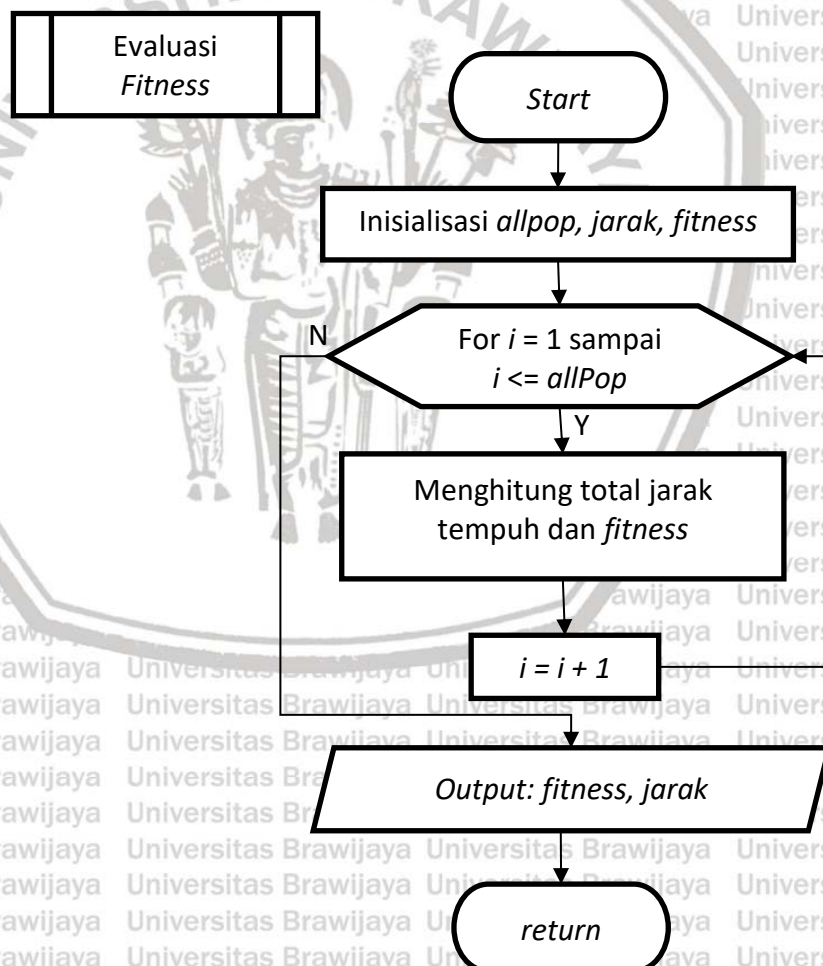 Evaluasi
Fitness
Start
Inisialisasi allpop, jarak, fitness
N
For i = 1 sampai
i <= allPop
Y
Menghitung total jarak
tempuh dan fitness
i = i + 1
Output: fitness, jarak
return